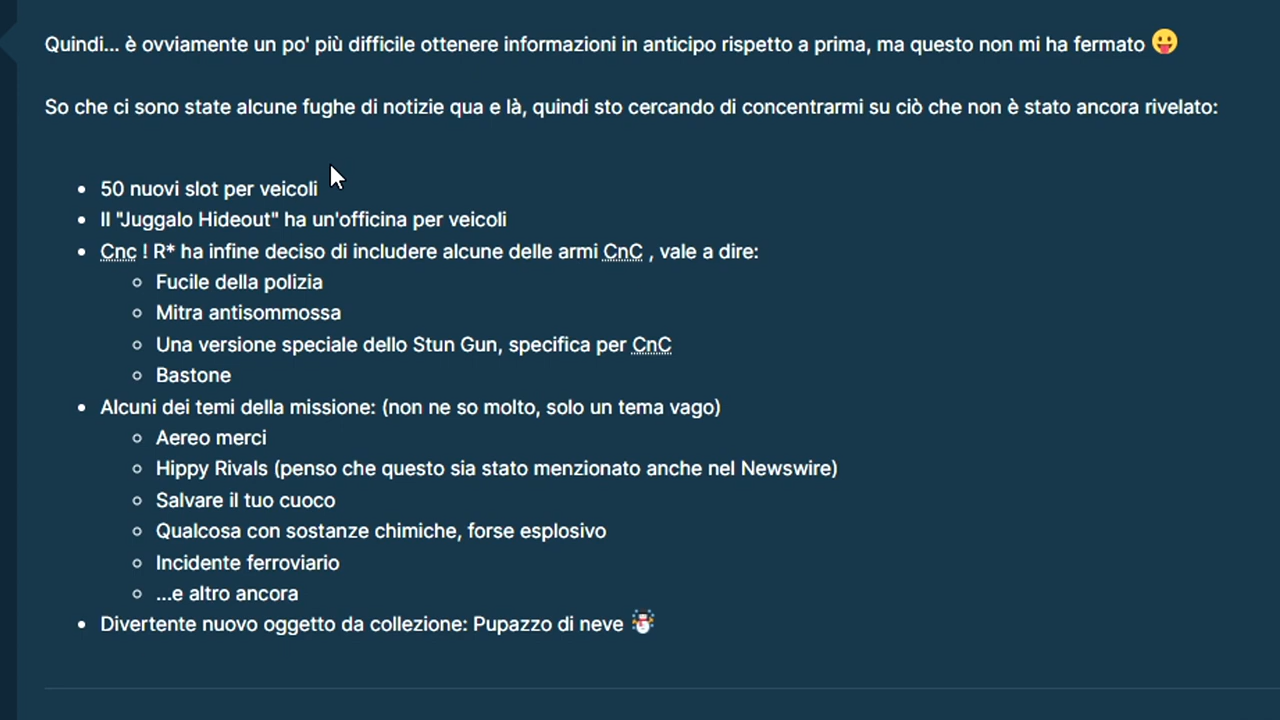 Quindi... è ovviamente un po' più difficile ottenere informazioni in anticipo rispetto a prima, ma questo non mi ha fermato 😛
So che ci sono state alcune fughe di notizie qua e là, quindi sto cercando di concentrarmi su ciò che non è stato ancora rivelato:
• 50 nuovi slot per veicoli
• Il "Juggalo Hideout" ha un'officina per veicoli
• Cnc ! R* ha infine deciso di includere alcune delle armi CnC , vale a dire:
◦ Fucile della polizia
◦ Mitra antisommossa
◦ Una versione speciale dello Stun Gun, specifica per CnC
◦ Bastone
• Alcuni dei temi della missione: (non ne so molto, solo un tema vago)
◦ Aereo merci
◦ Hippy Rivals (penso che questo sia stato menzionato anche nel Newswire)
◦ Salvare il tuo cuoco
◦ Qualcosa con sostanze chimiche, forse esplosivo
◦ Incidente ferroviario
◦ ...e altro ancora
• Divertente nuovo oggetto da collezione: Pupazzo di neve ☃️